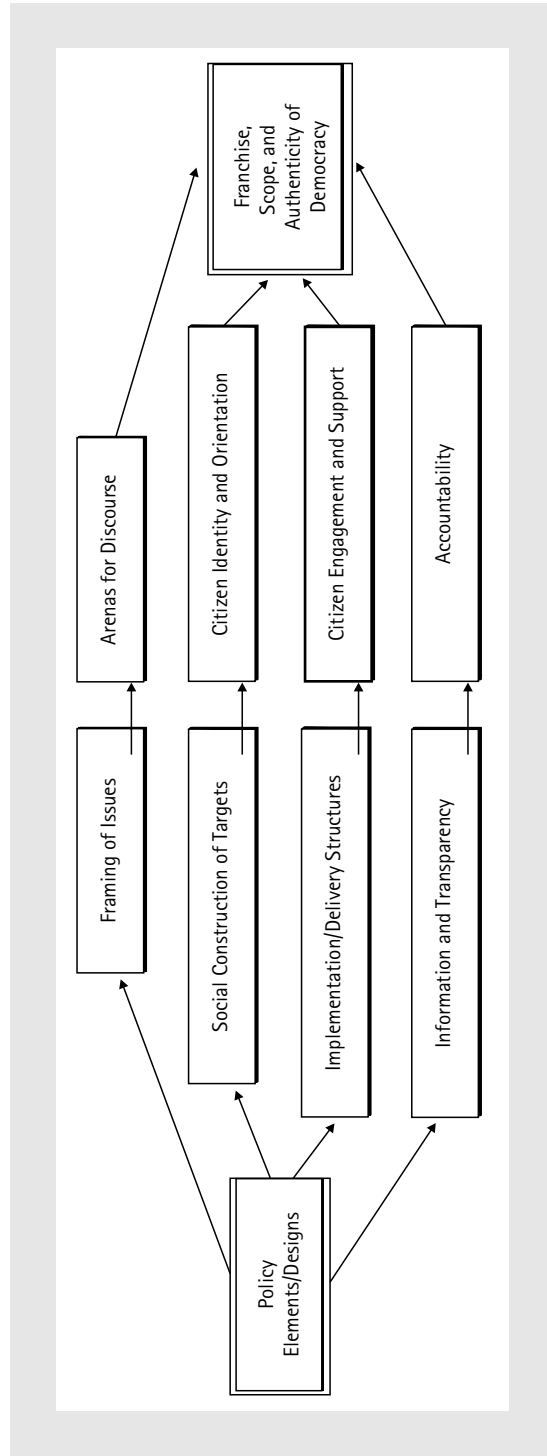 Policy
Elements/Designs
Framing of Issues
Social Construction of Targets
Implementation/Delivery Structures
Information and Transparency
Arenas for Discourse
Citizen Identity and Orientation
Citizen Engagement and Support
Accountability
Franchise,
Scope, and
Authenticity of
Democracy